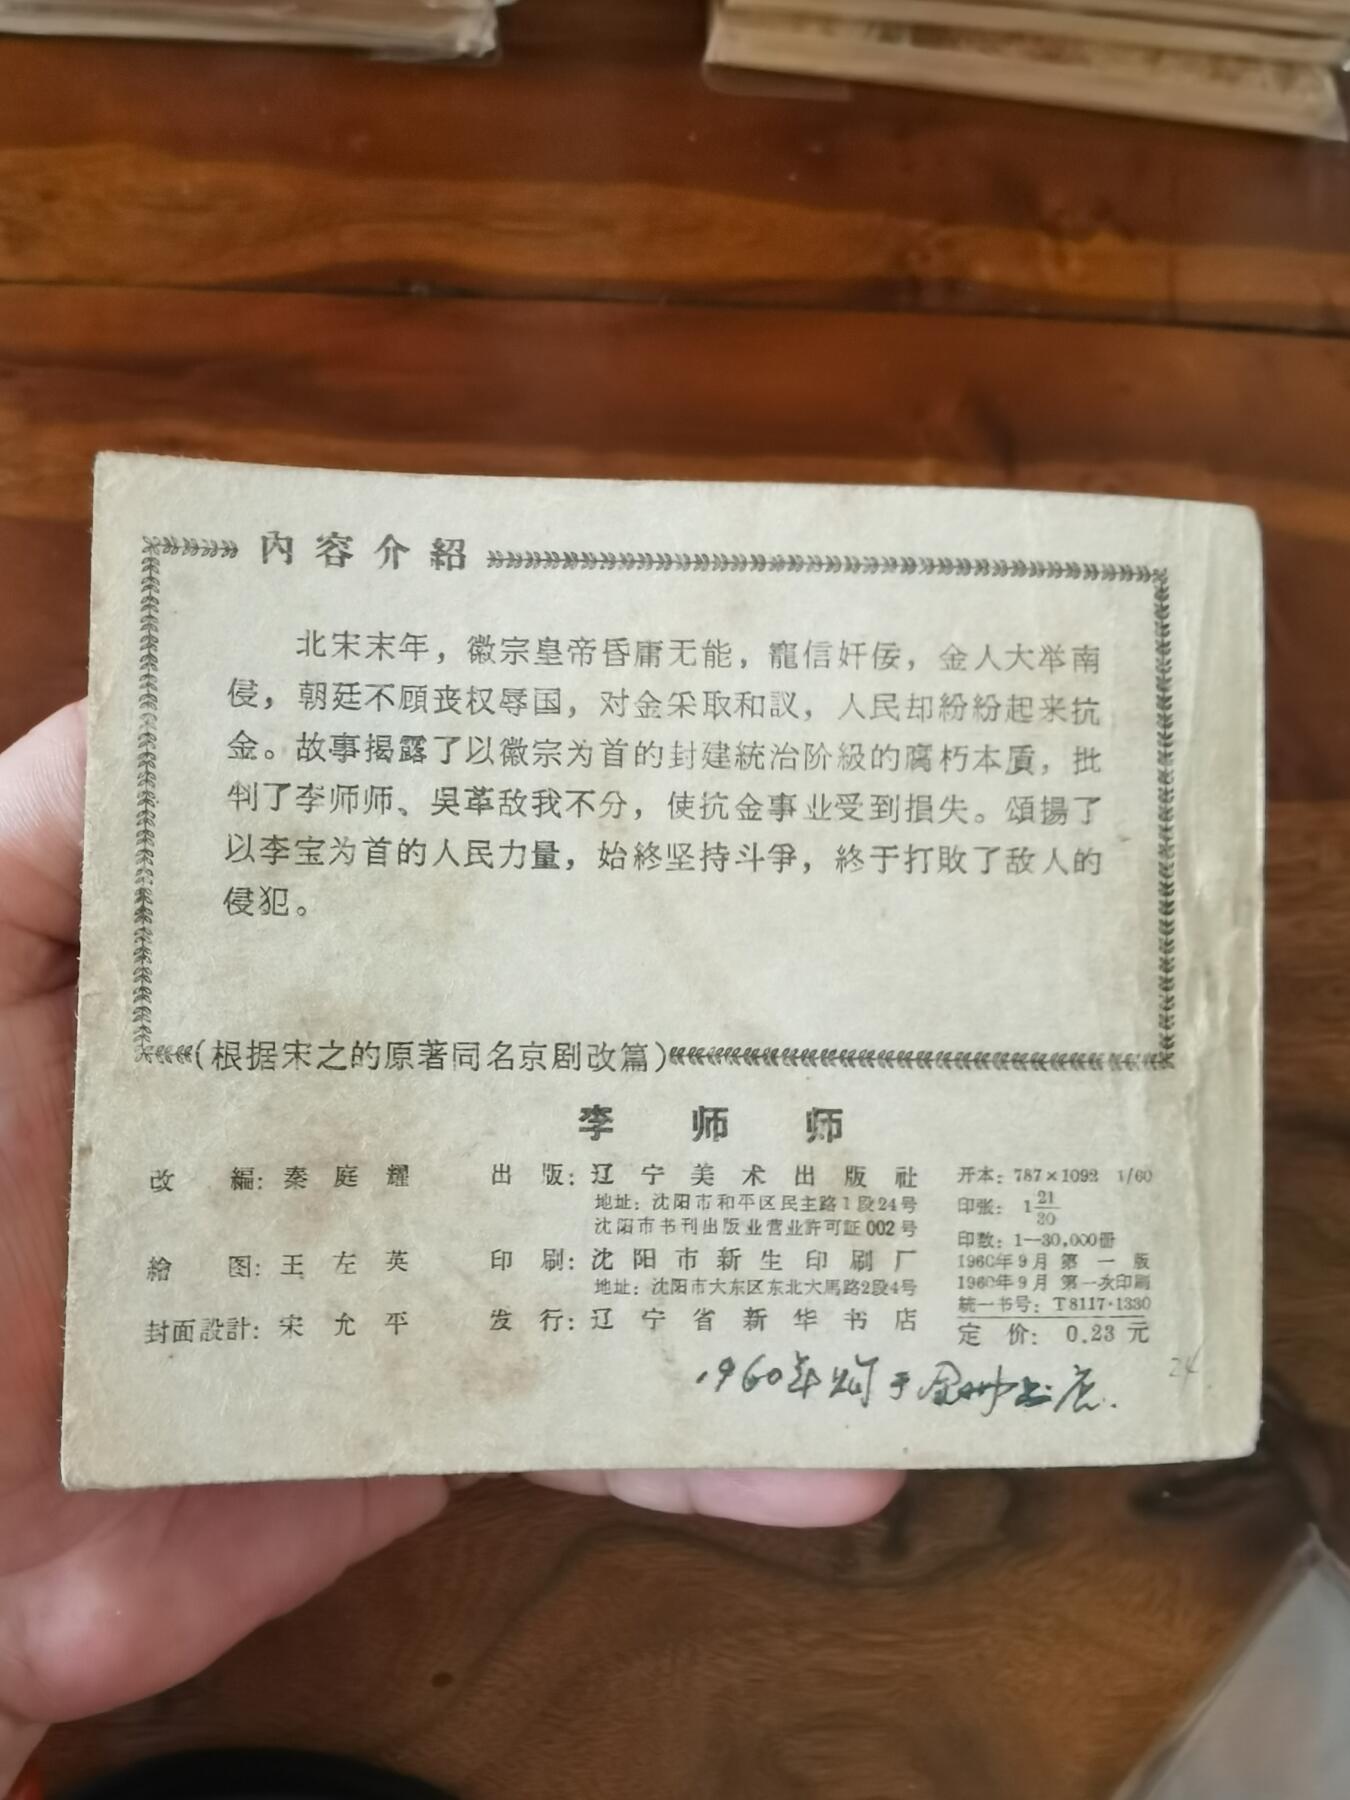 內容介紹
北宋末年，徽宗皇帝昏庸无能，寵信奸佞，金人大举南
侵，朝廷不顧丧权辱国，对金采取和議，人民却紛紛起来抗
金。故事揭露了以徽宗为首的封建統治阶級的腐朽本質，批
判了李师师、吳革敌我不分，使抗金事业受到損失。頌揚了
以李宝为首的人民力量，始終坚持斗爭，終于打敗了敌人的
侵犯。
(根据宋之的原著同名京剧改篇)
李师师
改編：秦庭耀
繪图：王左英
封面設計：宋允平
出版：辽宁美术出版社
地址：沈阳市和平区民主路1段24号
沈阳市书刊出版业营业許可証002号
印刷：沈阳市新生印刷厂
地址：沈阳市大东区东北大馬路2段4号
发行：辽宁省新华书店
开本：787×1092 1/60
印张：1 21/30
印数：1—30,000册
1960年9月第一版
1960年9月第一次印刷
統一书号：T8117·1330
定价：0.23元
1960年 于 书店.
24